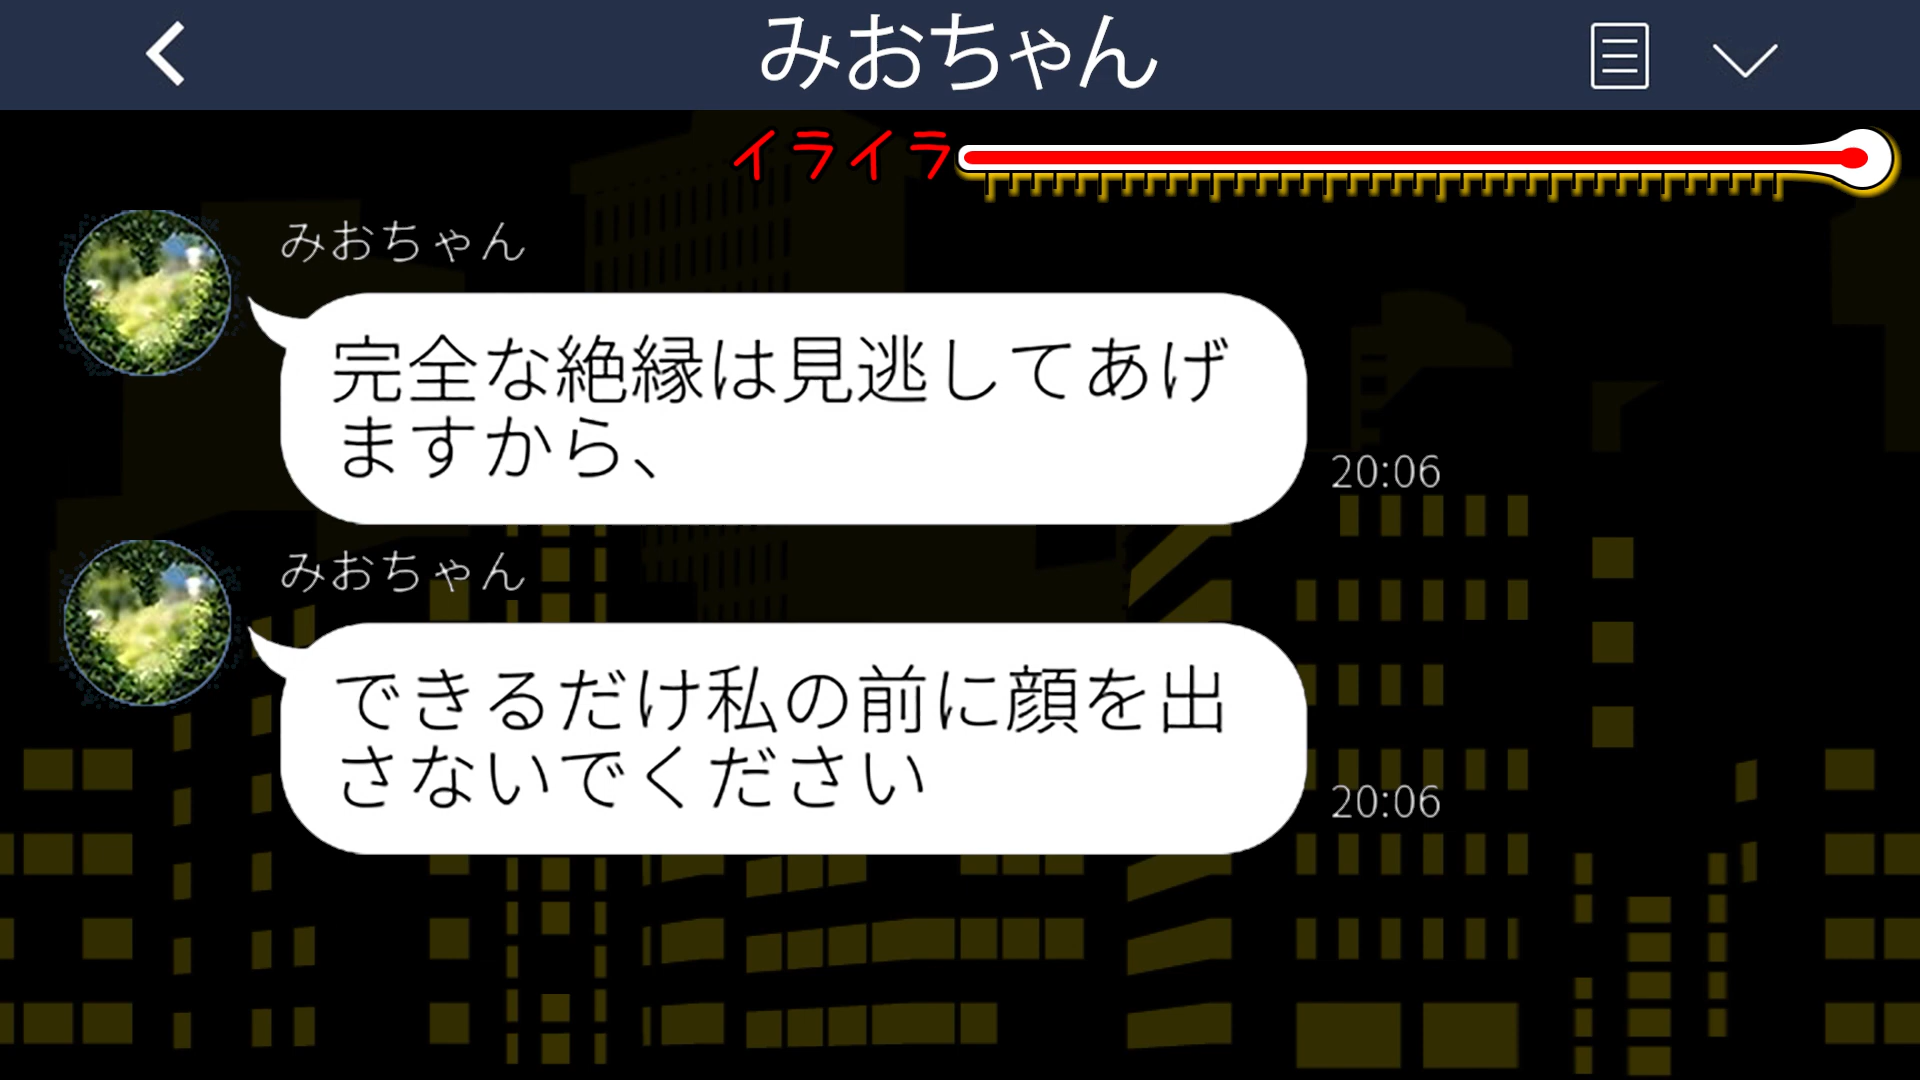 みおちゃん
イライラ
みおちゃん
完全な絶縁は見逃してあげ
ますから、
20:06
みおちゃん
できるだけ私の前に顔を出
さないでください
20:06